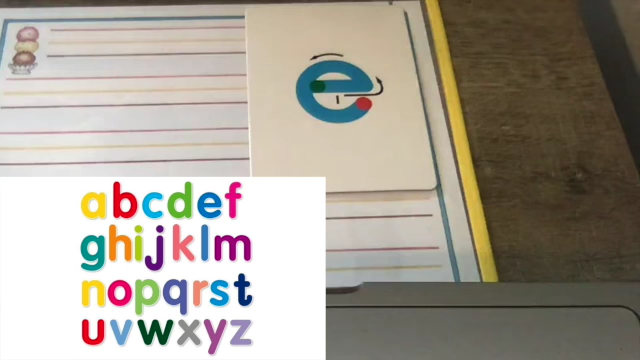 e
abcdef
ghijklm
nopqrst
uvwxyz